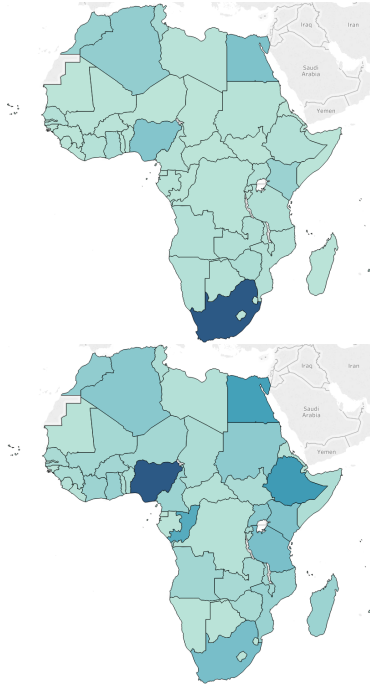 Iraq
Iran
Saudi
Arabia
Yemen
Iraq
Iran
Saudi
Arabia
Yemen